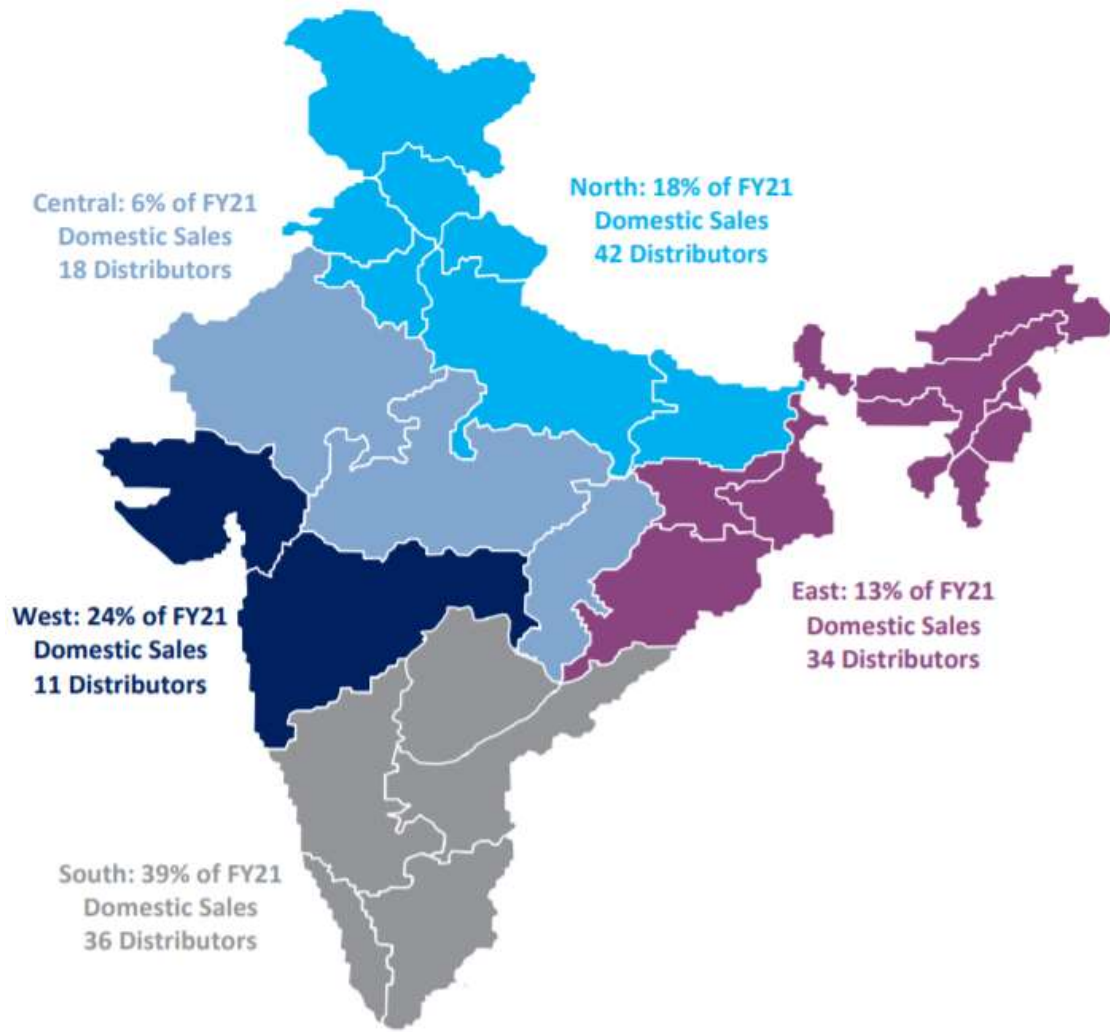 Central: 6% of FY21
Domestic Sales
18 Distributors
North: 18% of FY21
Domestic Sales
42 Distributors
West: 24% of FY21
Domestic Sales
11 Distributors
East: 13% of FY21
Domestic Sales
34 Distributors
South: 39% of FY21
Domestic Sales
36 Distributors